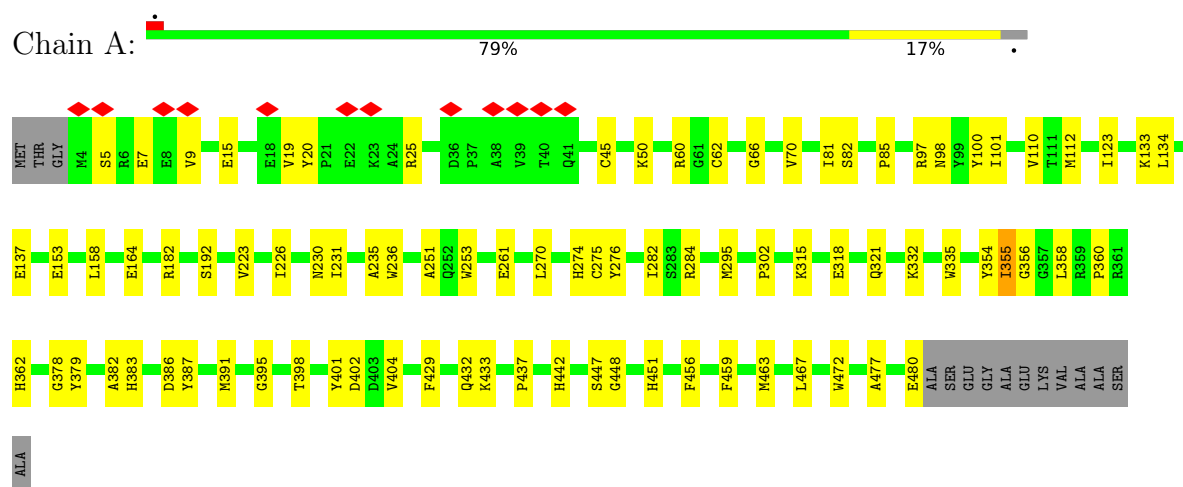 Chain A:
79% 17%
MET THR GLY M4 S5 R6 E7 E8 V9 E15 E18 V19 Y20 P21 E22 K23 A24 R25 D36 P37 A38 V39 T40 Q41 C45 K50 R60 G61 C62 G66 V70 I81 S82 P85 R97 N98 Y99 Y100 I101 V110 T111 M112 I123 K133 L134
E137 E153 L158 E164 R182 S192 V223 I226 N230 I231 A235 W236 A251 Q252 W253 E261 L270 H274 C275 Y276 I282 S283 R284 M295 P302 K315 E318 Q321 K332 W335 Y354 I355 G356 G357 L358 R359 P360 R361
H362 G378 Y379 A382 H383 D386 Y387 M391 G395 T398 Y401 D402 D403 V404 F429 Q432 K433 P437 H442 S447 G448 H451 F456 F459 M463 L467 W472 A477 E480 ALA SER GLU GLY ALA GLU LYS VAL ALA ALA SER
ALA